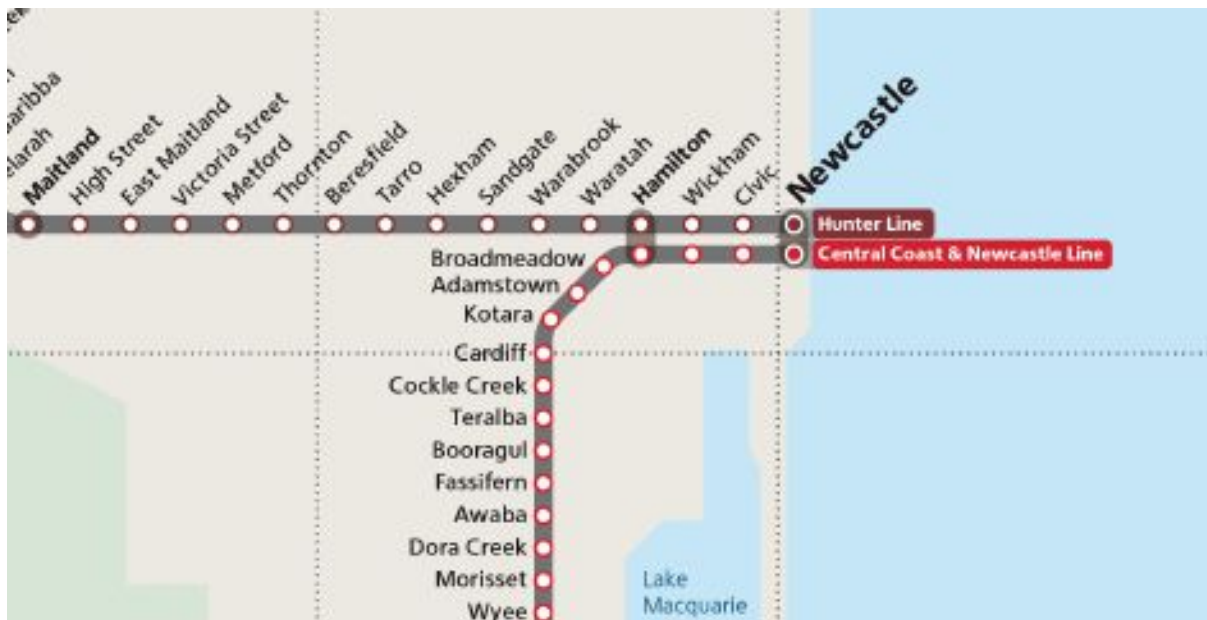 Maitland
High Street
East Maitland
Victoria Street
Metford
Thornton
Beresfield
Tarro
Hexham
Sandgate
Warabrook
Waratah
Hamilton
Wickham
Civic
Newcastle
Hunter Line
Central Coast & Newcastle Line
Broadmeadow
Adamstown
Kotara
Cardiff
Cockle Creek
Teralba
Booragul
Fassifern
Awaba
Dora Creek
Morisset
Wyee
Lake
Macquarie